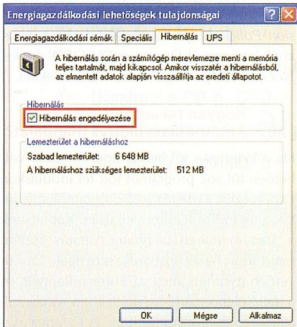 Energiagazdálkodási lehetőségek tulajdonságai
Energiagazdálkodási sémák Speciális Hibernálás UPS
A hibernálás során a számítógép merevlemezre menti a memória
teljes tartalmát, majd kikapcsol. Amikor visszatér a hibernálásból,
az elmentett adatok alapján visszaállítja az eredeti állapotot.
Hibernálás
Hibernálás engedélyezése
Lemezterület a hibernáláshoz
Szabad lemezterület: 6 648 MB
A hibernáláshoz szükséges lemezterület: 512 MB
OK Mégse Alkalmaz